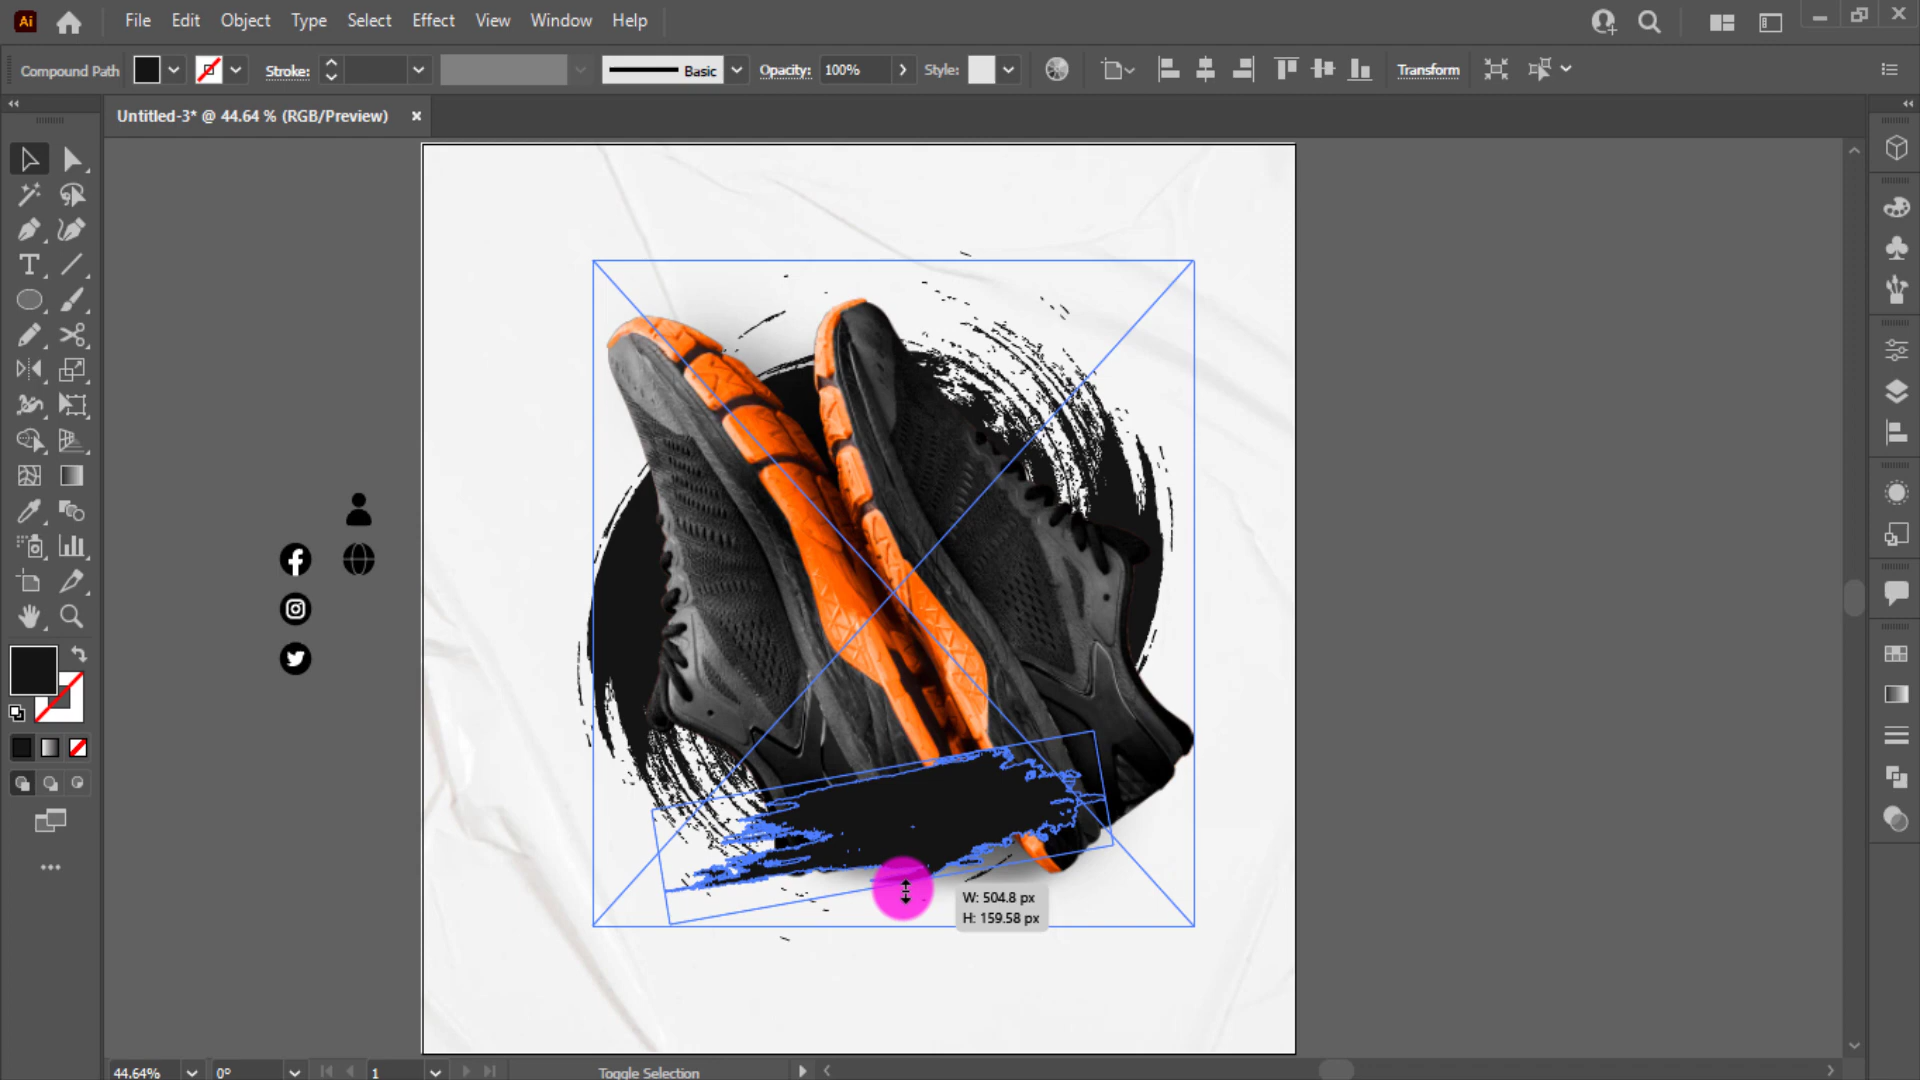 Ai
File Edit Object Type Select Effect View Window Help
Compound Path
Stroke:
Basic
Opacity: 100%
Style:
Transform
Untitled-3* @ 44.64 % (RGB/Preview)
W: 504.8 px
H: 159.58 px
44.64%
0°
1
Toggle Selection